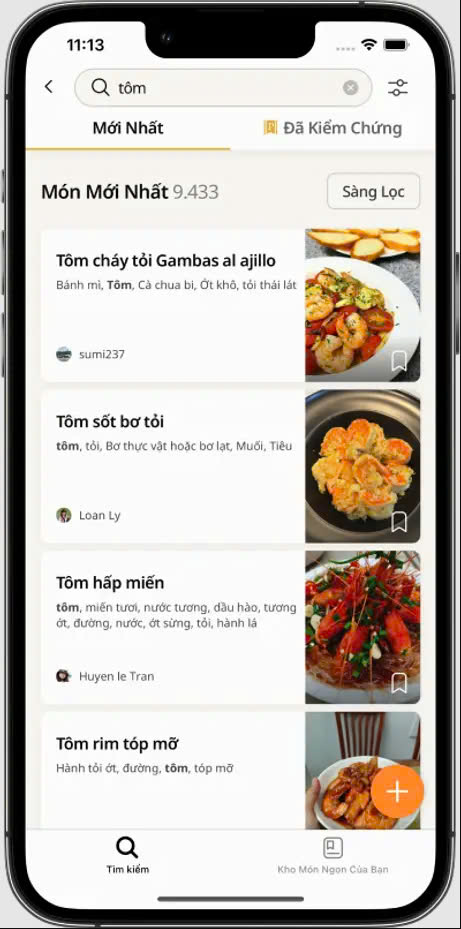 11:13
tôm
Mới Nhất
Đã Kiểm Chứng
Món Mới Nhất 9.433
Sàng Lọc
Tôm cháy tỏi Gambas al ajillo
Bánh mì, Tôm, Cà chua bi, Ớt khô, tỏi thái lát
sumi237
Tôm sốt bơ tỏi
tôm, tỏi, Bơ thực vật hoặc bơ lạt, Muối, Tiêu
Loan Ly
Tôm hấp miến
tôm, miến tươi, nước tương, dầu hào, tương
ớt, đường, nước, ớt sừng, tỏi, hành lá
Huyen le Tran
Tôm rim tóp mỡ
Hành tỏi ớt, đường, tôm, tóp mỡ
Tìm kiếm
Kho Món Ngon Của Bạn